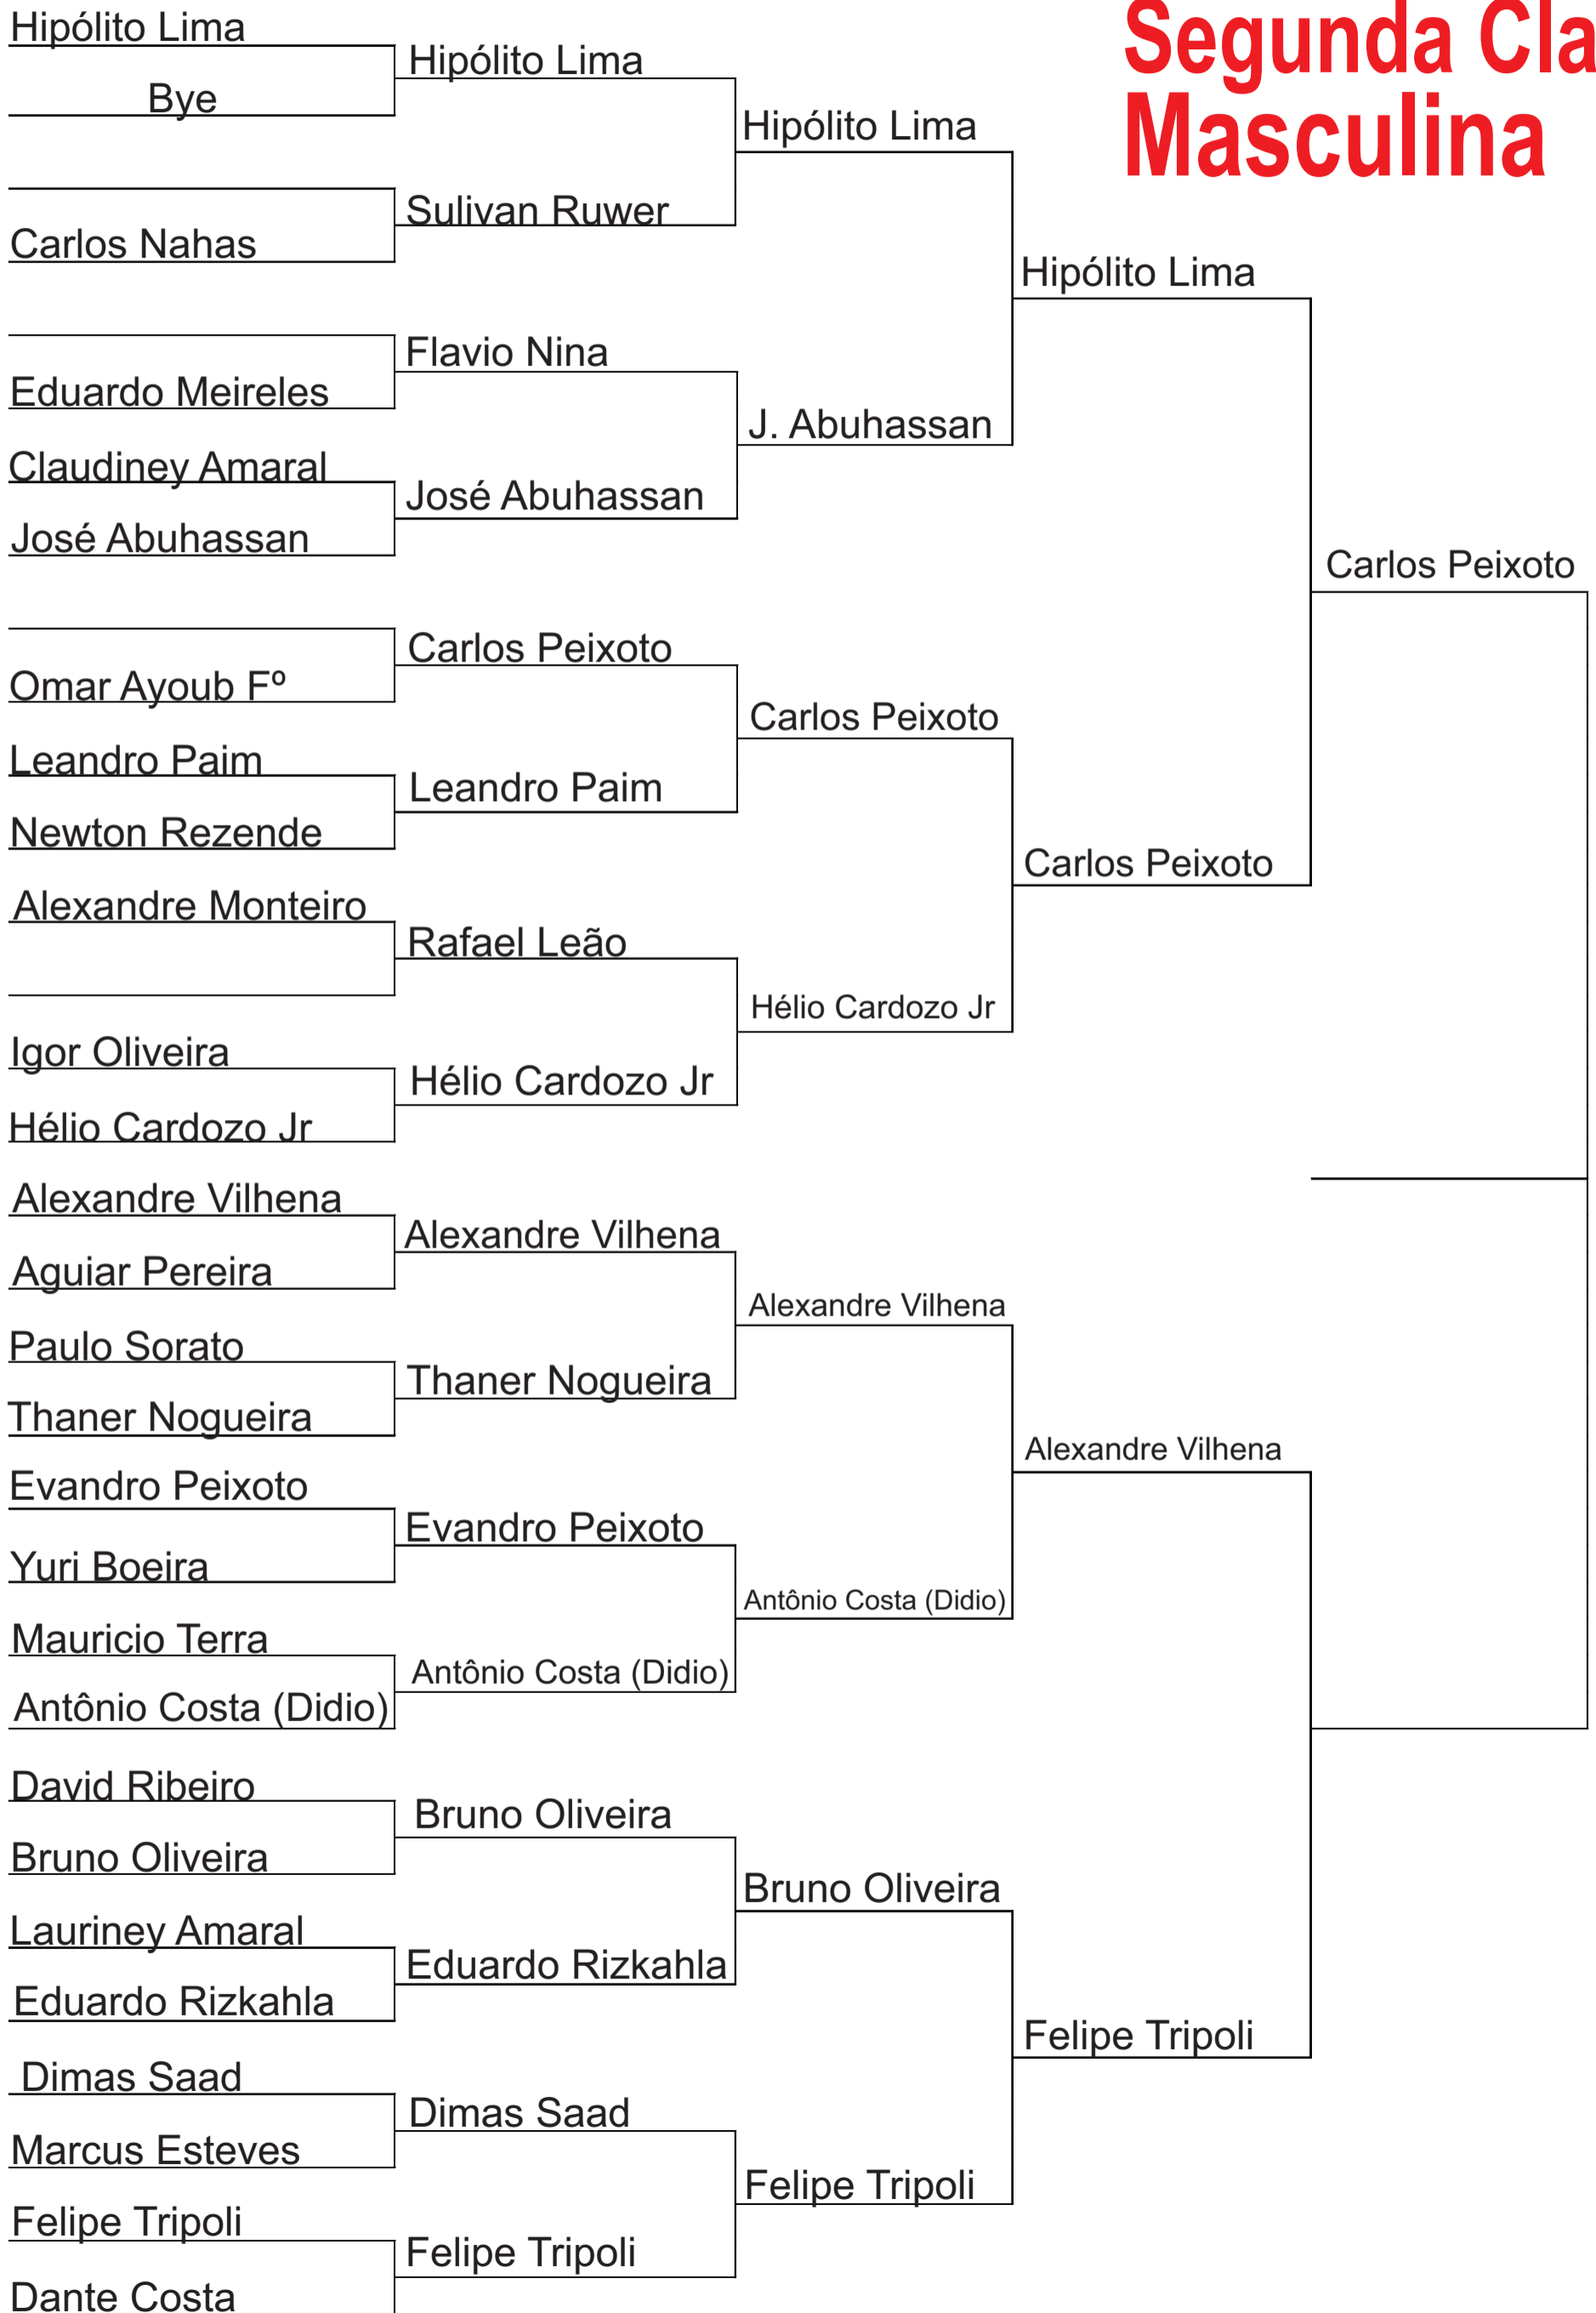 Segunda Cla
Masculina
Hipólito Lima
Bye
Carlos Nahas
Eduardo Meireles
Claudiney Amaral
José Abuhassan
Omar Ayoub Fº
Leandro Paim
Newton Rezende
Alexandre Monteiro
Igor Oliveira
Hélio Cardozo Jr
Alexandre Vilhena
Aguiar Pereira
Paulo Sorato
Thaner Nogueira
Evandro Peixoto
Yuri Boeira
Mauricio Terra
Antônio Costa (Didio)
David Ribeiro
Bruno Oliveira
Lauriney Amaral
Eduardo Rizkahla
Dimas Saad
Marcus Esteves
Felipe Tripoli
Dante Costa
Hipólito Lima
Sulivan Ruwer
Flavio Nina
José Abuhassan
Carlos Peixoto
Leandro Paim
Rafael Leão
Hélio Cardozo Jr
Alexandre Vilhena
Thaner Nogueira
Evandro Peixoto
Antônio Costa (Didio)
Bruno Oliveira
Eduardo Rizkahla
Dimas Saad
Felipe Tripoli
Hipólito Lima
J. Abuhassan
Carlos Peixoto
Hélio Cardozo Jr
Alexandre Vilhena
Antônio Costa (Didio)
Bruno Oliveira
Felipe Tripoli
Hipólito Lima
Carlos Peixoto
Alexandre Vilhena
Felipe Tripoli
Carlos Peixoto